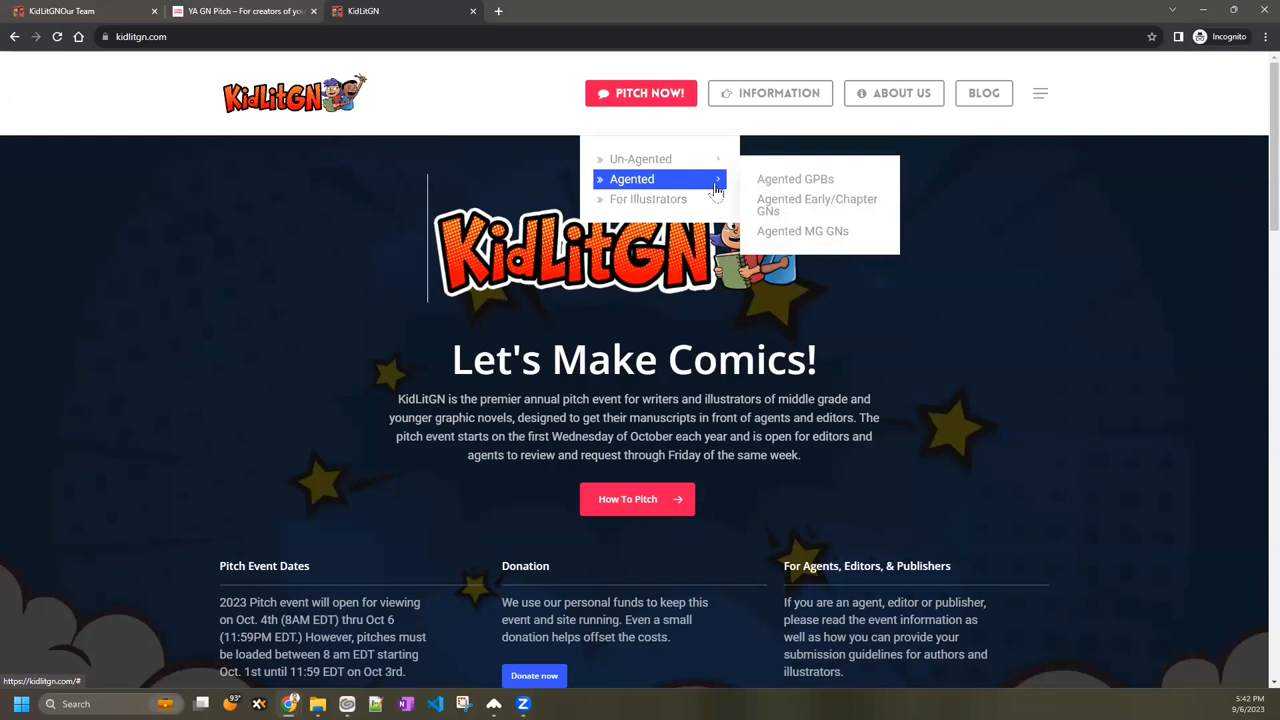 KidLitGNOur Team
YA GN Pitch – For creators of you
KidLitGN
kidlitgn.com
Incognito
KidLitGN
PITCH NOW!
INFORMATION
ABOUT US
BLOG
Un-Agented
Agented
For Illustrators
Agented GPBs
Agented Early/Chapter
GNs
Agented MG GNs
KidLitGN
Let's Make Comics!
KidLitGN is the premier annual pitch event for writers and illustrators of middle grade and
younger graphic novels, designed to get their manuscripts in front of agents and editors. The
pitch event starts on the first Wednesday of October each year and is open for editors and
agents to review and request through Friday of the same week.
How To Pitch
Pitch Event Dates
2023 Pitch event will open for viewing
on Oct. 4th (8AM EDT) thru Oct 6
(11:59PM EDT.) However, pitches must
be loaded between 8 am EDT starting
Oct. 1st until 11:59 EDT on Oct 3rd.
Donation
We use our personal funds to keep this
event and site running. Even a small
donation helps offset the costs.
Donate now
For Agents, Editors, & Publishers
If you are an agent, editor or publisher,
please read the event information as
well as how you can provide your
submission guidelines for authors and
illustrators.
https://kidlitgn.com/#
Search
93°
5:42 PM
9/6/2023